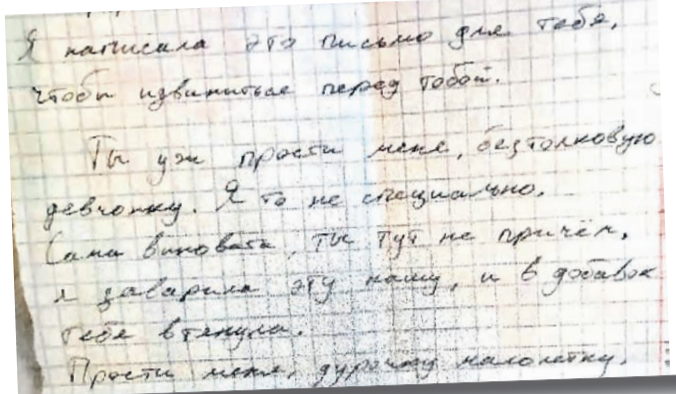 Я написала это письмо для тебя,
чтобы извиниться перед тобой.
Ты уж прости меня, безтолковую
девчонку. Я то не специально.
Сама виновата, ты тут не причём,
я заварила эту кашу, и в добавок
тебя втянула.
Прости меня, дурочку малолетку.